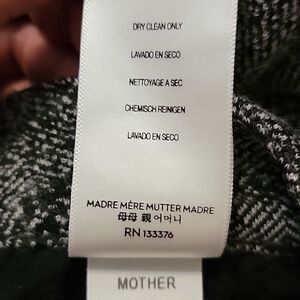 DRY CLEAN ONLY
LAVADO EN SECO
NETTOYAGE A SEC
CHEMISCH REINIGEN
LAVADO EN SECO
MADRE MÈRE MUTTER MADRE
母母 親 어머니
RN 133376
MOTHER